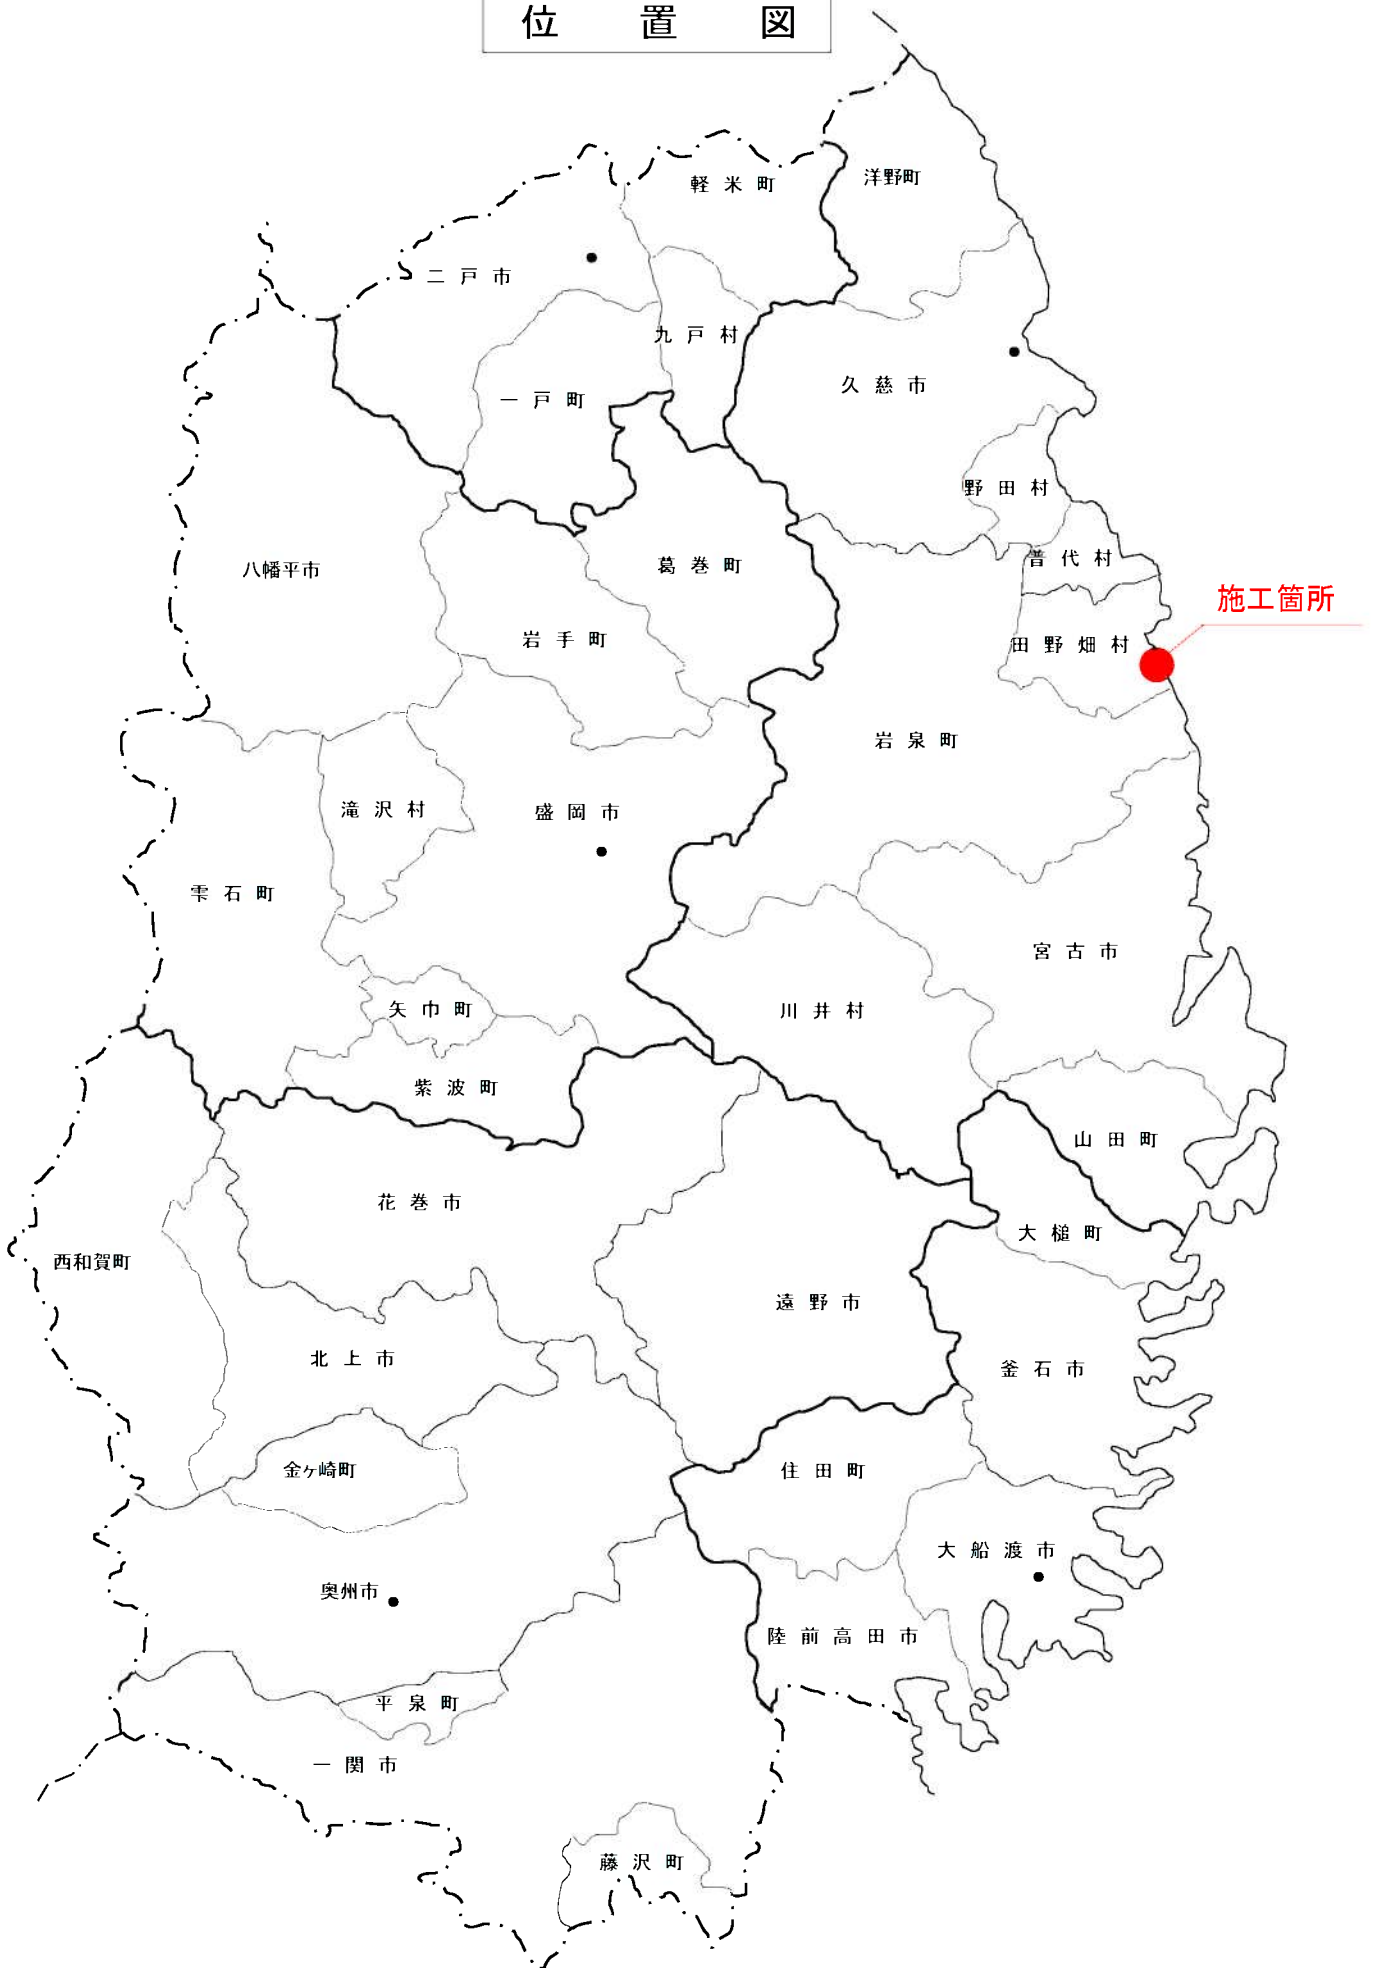 位置図
軽米町
洋野町
二戸市
九戸村
久慈市
一戸町
野田村
普代村
葛巻町
八幡平市
施工箇所
岩手町
田野畑村
岩泉町
滝沢村
盛岡市
雫石町
宮古市
矢巾町
川井村
紫波町
山田町
花巻市
大槌町
西和賀町
遠野市
北上市
釜石市
金ヶ崎町
住田町
大船渡市
奥州市
陸前高田市
平泉町
一関市
藤沢町